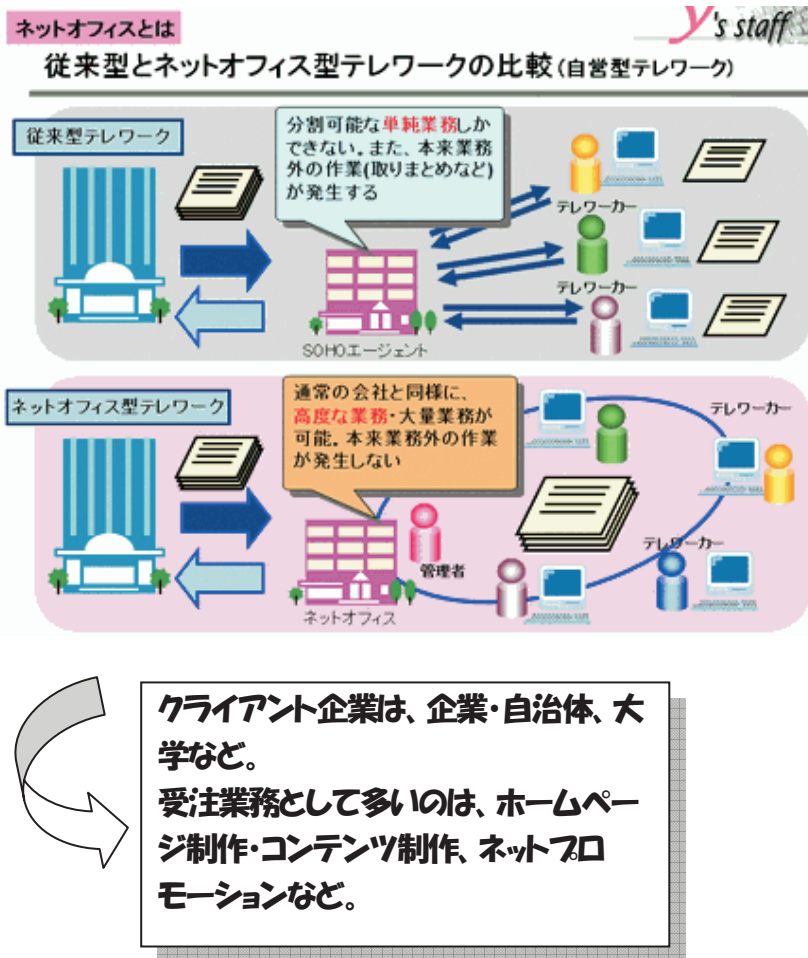 ネットオフィスとは
y's staff
従来型とネットオフィス型テレワークの比較(自営型テレワーク)
従来型テレワーク
分割可能な単純業務しか
できない。また、本来業務
外の作業(取りまとめなど)
が発生する
テレワーカー
テレワーカー
SOHOエージェント
ネットオフィス型テレワーク
通常の会社と同様に、
高度な業務・大量業務が
可能。本来業務外の作業
が発生しない
テレワーカー
テレワーカー
管理者
ネットオフィス
クライアント企業は、企業・自治体、大
学など。
受注業務として多いのは、ホームペー
ジ制作・コンテンツ制作、ネットプロ
モーションなど。